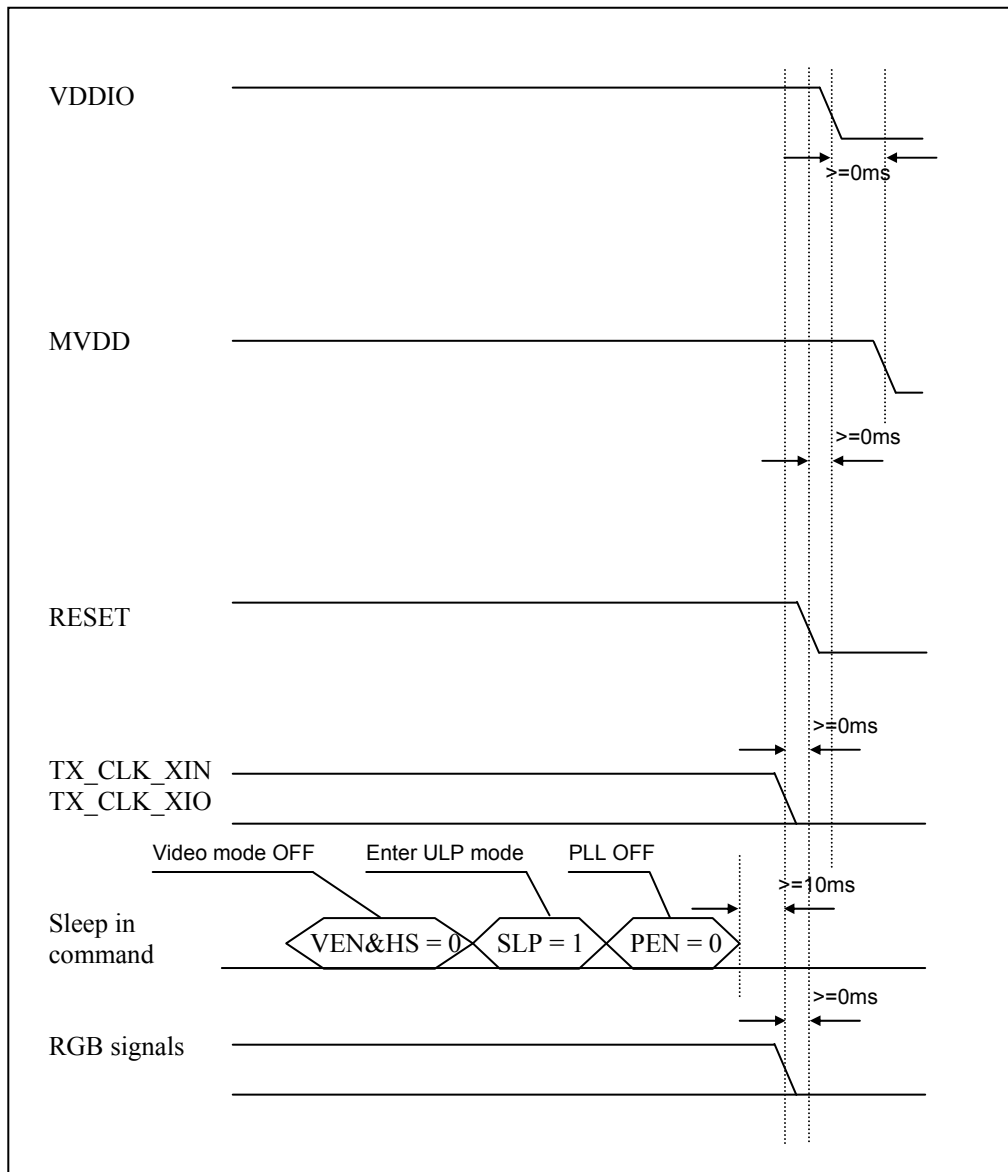 VDDIO
>=0ms
MVDD
>=0ms
RESET
>=0ms
TX_CLK_XIN
TX_CLK_XIO
Video mode OFF
Enter ULP mode
PLL OFF
>=10ms
Sleep in
command
VEN&HS = 0
SLP = 1
PEN = 0
>=0ms
RGB signals